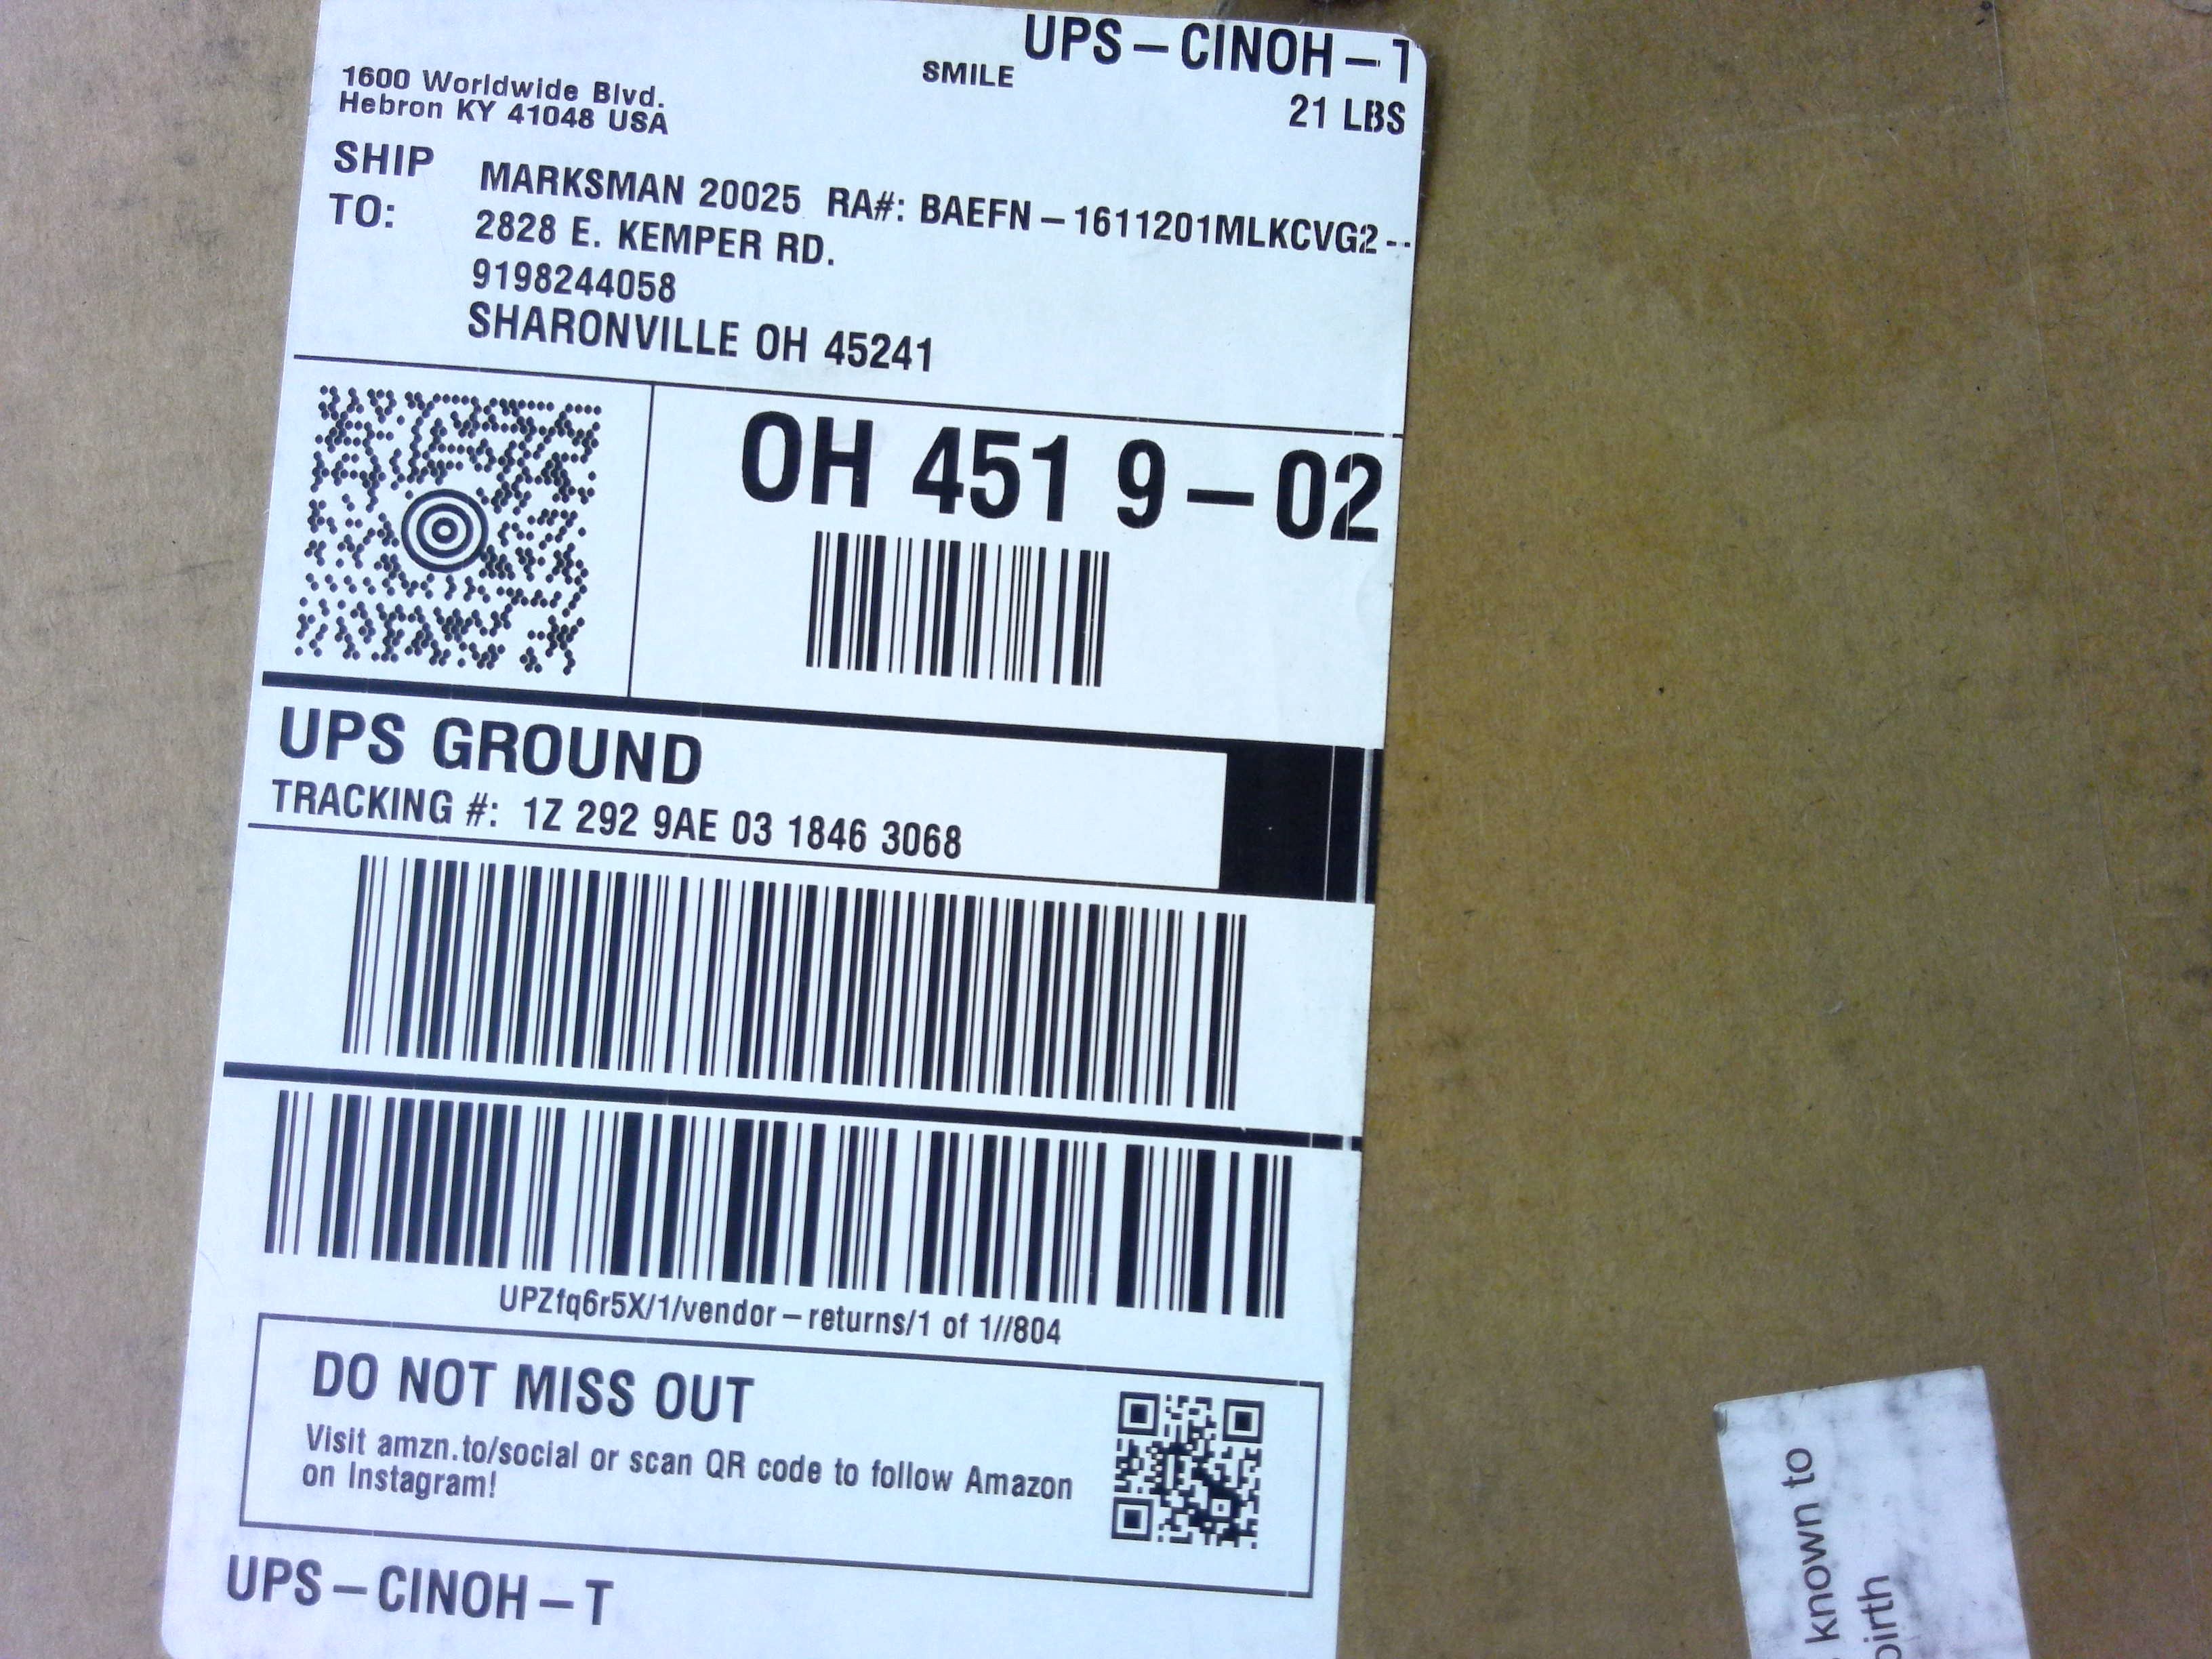 UPS – CINOH – T
SMILE
21 LBS
1600 Worldwide Blvd.
Hebron KY 41048 USA
SHIP TO:
MARKSMAN 20025 RA#: BAEFN – 1611201MLKCVG2 -
2828 E. KEMPER RD.
9198244058
SHARONVILLE OH 45241
OH 451 9 – 02
UPS GROUND
TRACKING #: 1Z 292 9AE 03 1846 3068
UPZfq6r5X/1/vendor – returns/1 of 1//804
DO NOT MISS OUT
Visit amzn.to/social or scan QR code to follow Amazon
on Instagram!
UPS – CINOH – T
known to
birth